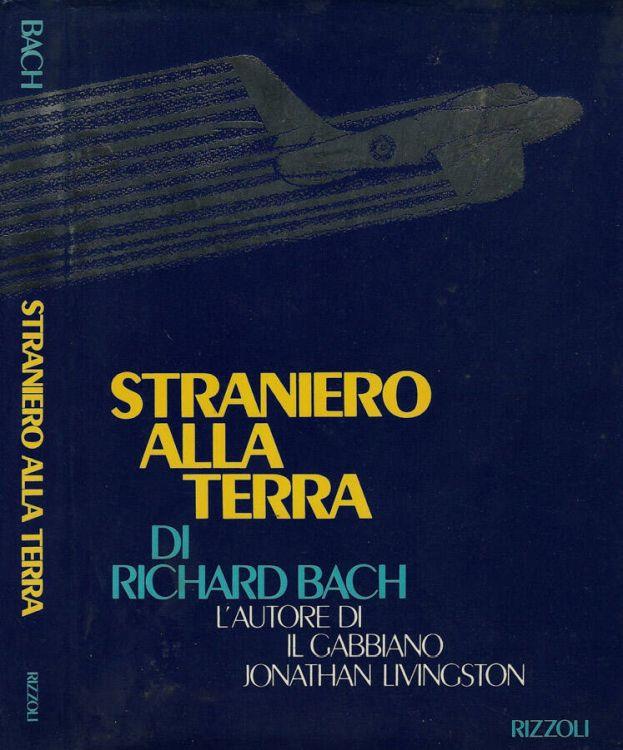 BACH
STRANIERO ALLA TERRA
RIZZOLI
STRANIERO
ALLA
TERRA
DI
RICHARD BACH
L'AUTORE DI
IL GABBIANO
JONATHAN LIVINGSTON
RIZZOLI